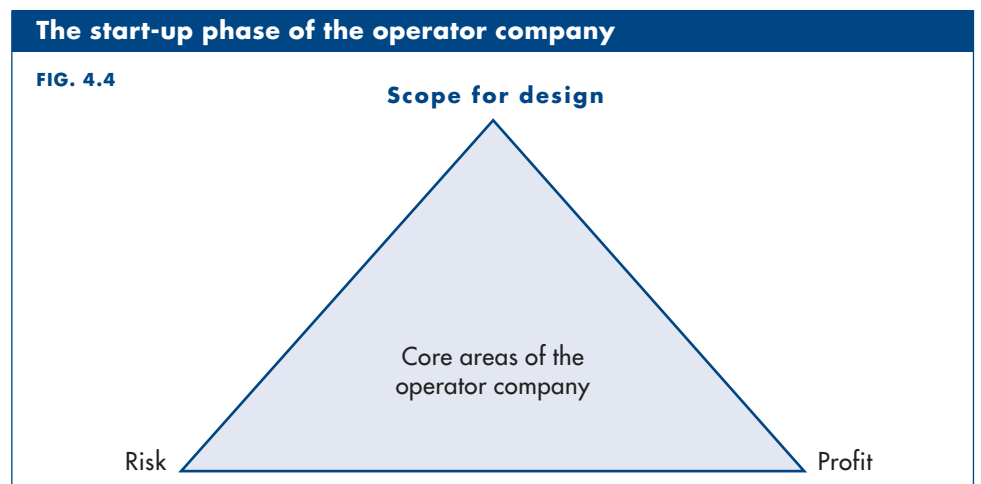 The start-up phase of the operator company
FIG. 4.4
Scope for design
Core areas of the
operator company
Risk
Profit